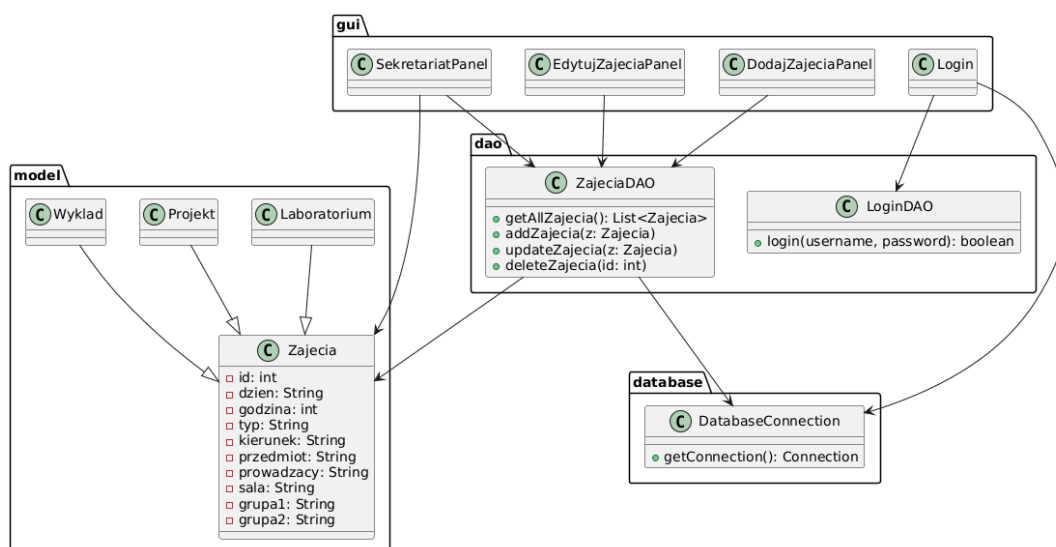 gui
C SekretariatPanel
C EdytujZajeciaPanel
C DodajZajeciaPanel
C Login
dao
C ZajeciaDAO
getAllZajecia(): List<Zajecia>
addZajecia(z: Zajecia)
updateZajecia(z: Zajecia)
deleteZajecia(id: int)
C LoginDAO
login(username, password): boolean
model
C Wyklad
C Projekt
C Laboratorium
C Zajecia
id: int
dzien: String
godzina: int
typ: String
kierunek: String
przedmiot: String
prowadzacy: String
sala: String
grupa1: String
grupa2: String
database
C DatabaseConnection
getConnection(): Connection